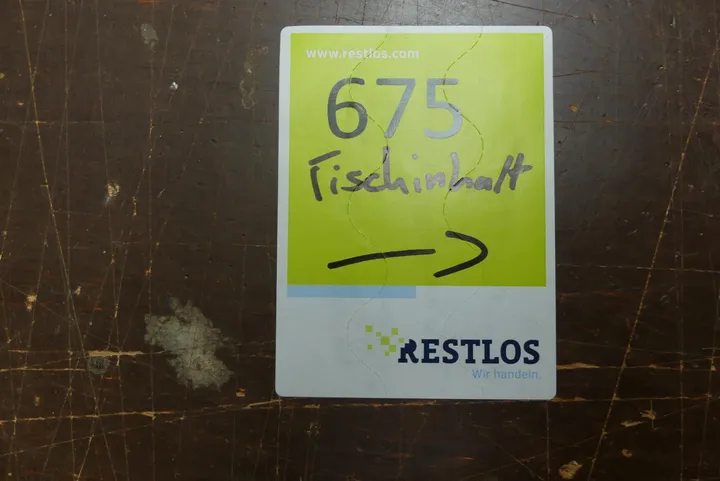 www.restlos.com
675
Tischinhalt
RESTLOS
Wir handeln.